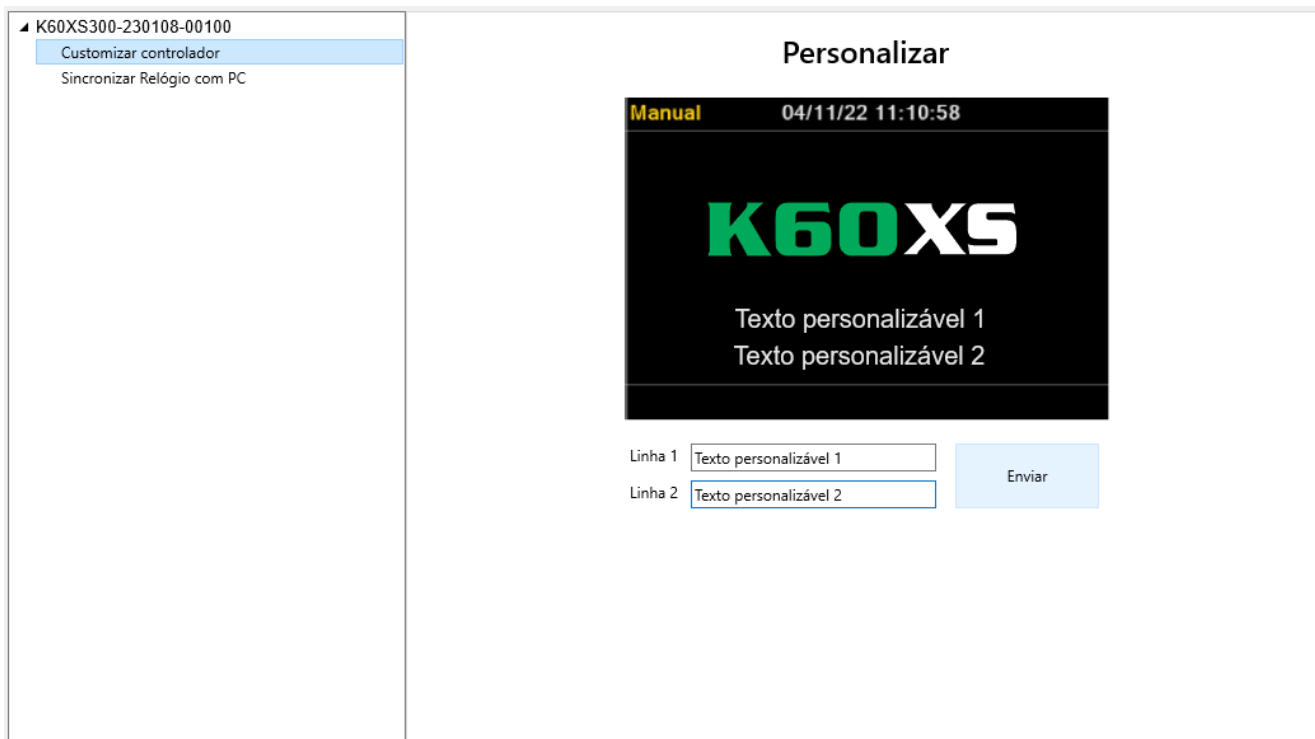 K60XS300-230108-00100
Customizar controlador
Sincronizar Relógio com PC
Personalizar
Manual 04/11/22 11:10:58
K60XS
Texto personalizável 1
Texto personalizável 2
Linha 1 Texto personalizável 1
Linha 2 Texto personalizável 2
Enviar